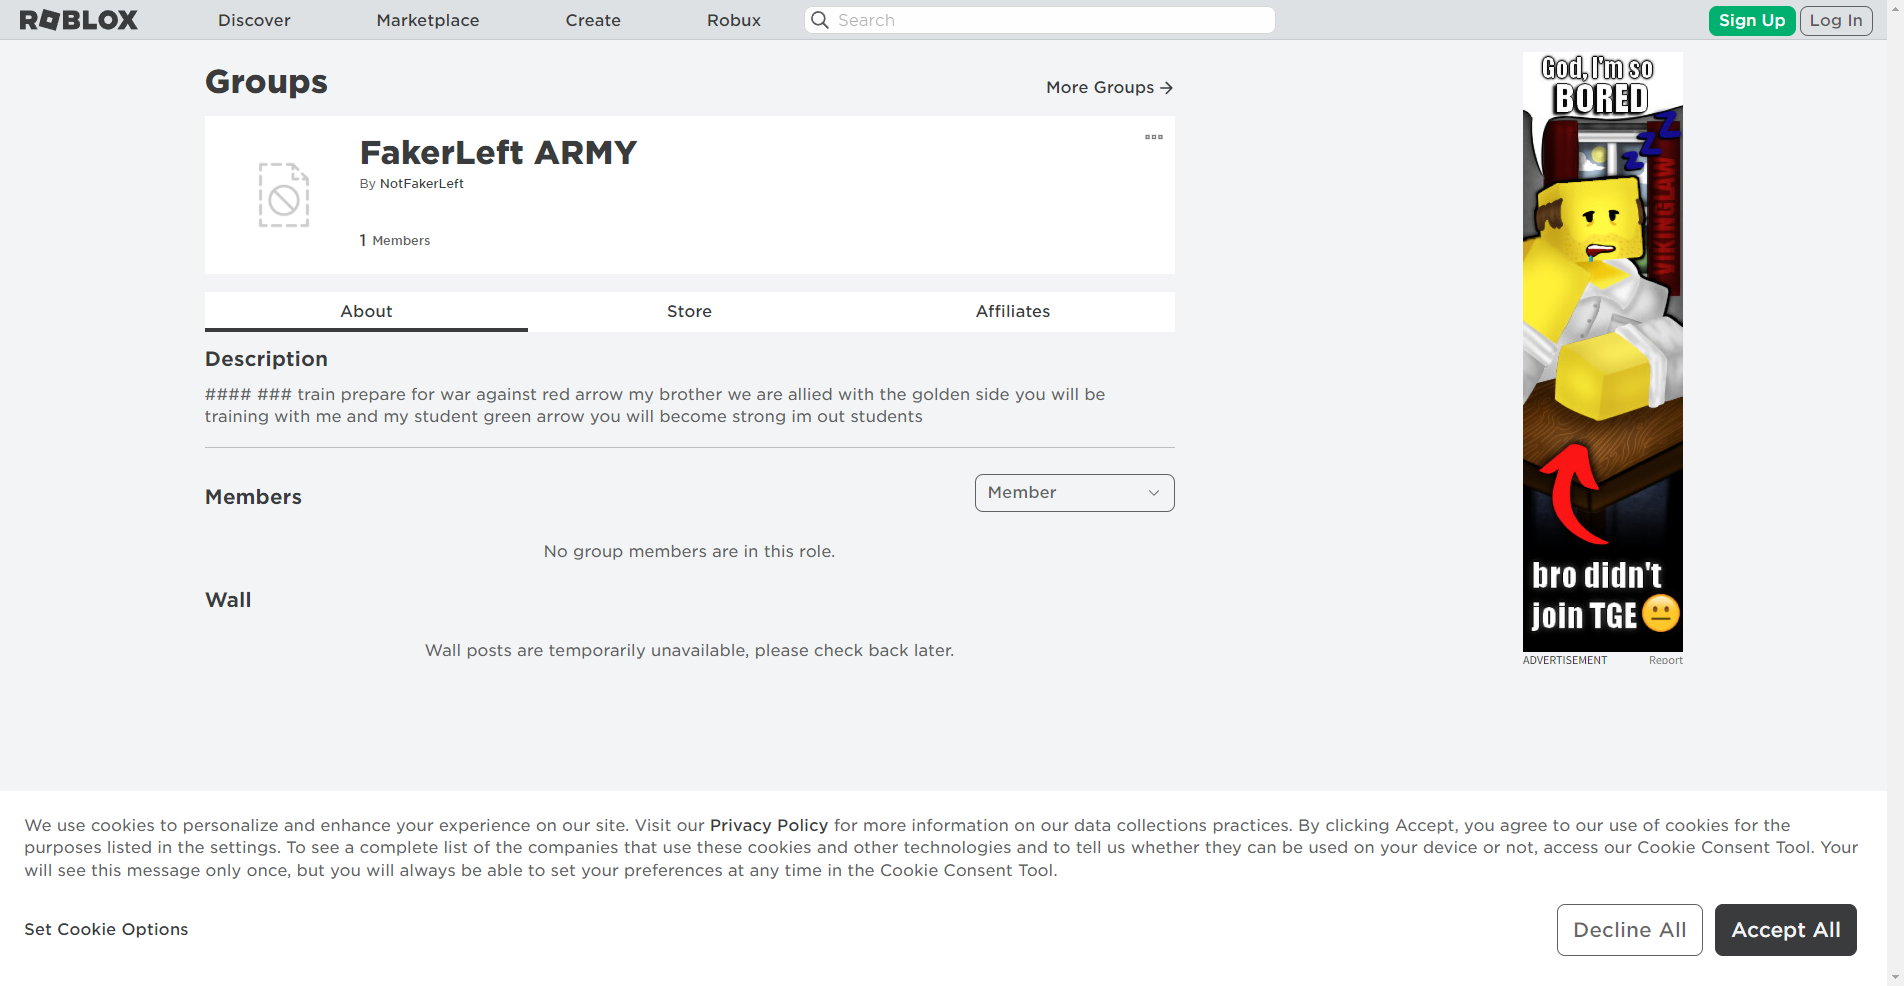 ROBLOX Discover Marketplace Create Robux Search Sign Up Log In
Groups
More Groups
FakerLeft ARMY
By NotFakerLeft
1 Members
About Store Affiliates
Description
#### ### train prepare for war against red arrow my brother we are allied with the golden side you will be
training with me and my student green arrow you will become strong im out students
Members
Member
No group members are in this role.
Wall
Wall posts are temporarily unavailable, please check back later.
God, I'm so
BORED
zzZ
VIKINGLAW
bro didn't
join TGE
ADVERTISEMENT Report
We use cookies to personalize and enhance your experience on our site. Visit our Privacy Policy for more information on our data collections practices. By clicking Accept, you agree to our use of cookies for the
purposes listed in the settings. To see a complete list of the companies that use these cookies and other technologies and to tell us whether they can be used on your device or not, access our Cookie Consent Tool. Your
will see this message only once, but you will always be able to set your preferences at any time in the Cookie Consent Tool.
Set Cookie Options
Decline All Accept All